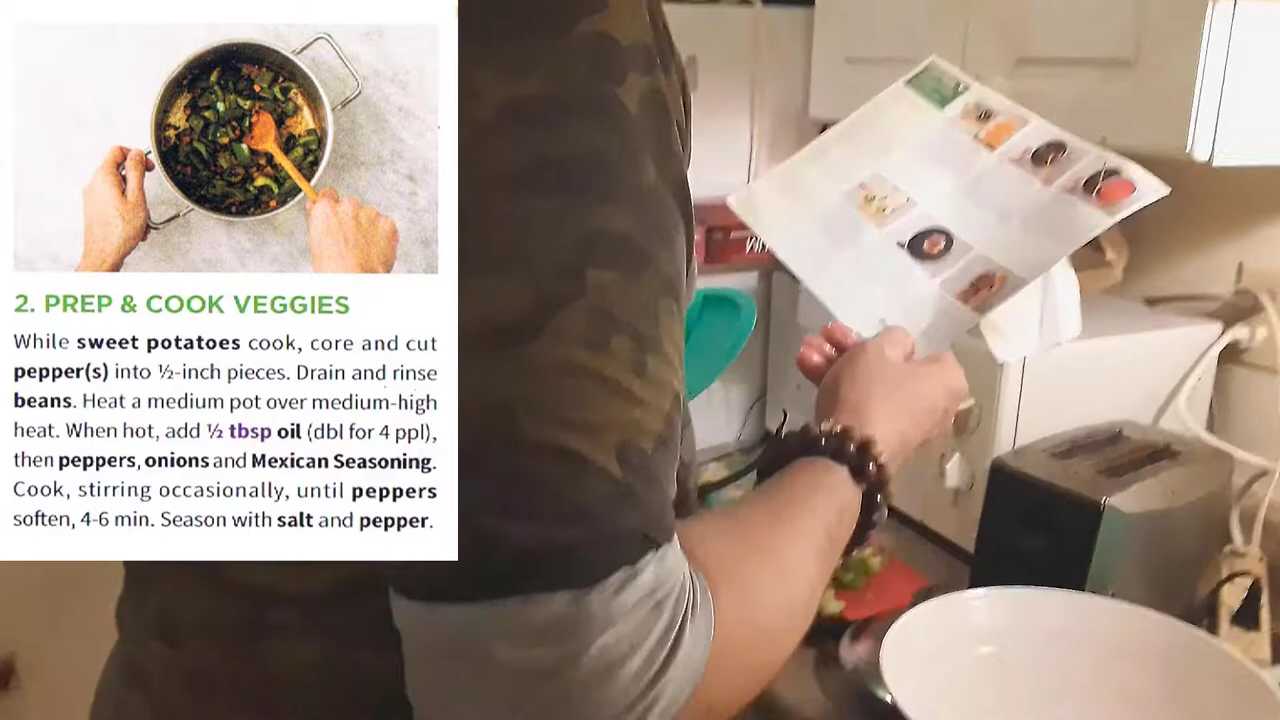 2. PREP & COOK VEGGIES
While sweet potatoes cook, core and cut
pepper(s) into ½-inch pieces. Drain and rinse
beans. Heat a medium pot over medium-high
heat. When hot, add ½ tbsp oil (dbl for 4 ppl),
then peppers, onions and Mexican Seasoning.
Cook, stirring occasionally, until peppers
soften, 4-6 min. Season with salt and pepper.